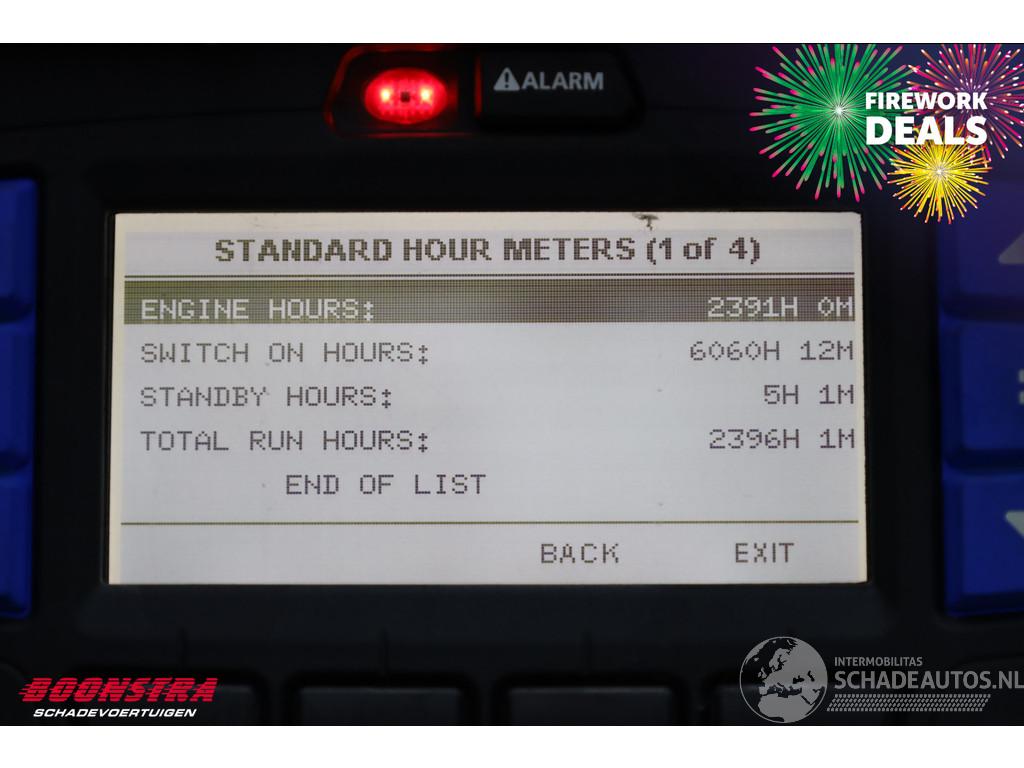 ALARM
FIREWORK
DEALS
STANDARD HOUR METERS (1 of 4)
ENGINE HOURS: 2391H 0M
SWITCH ON HOURS: 6060H 12M
STANDBY HOURS: 5H 1M
TOTAL RUN HOURS: 2396H 1M
END OF LIST
BACK EXIT
BOONSTRA
SCHADEVOERTUIGEN
INTERMOBILITAS
SCHADEAUTOS.NL